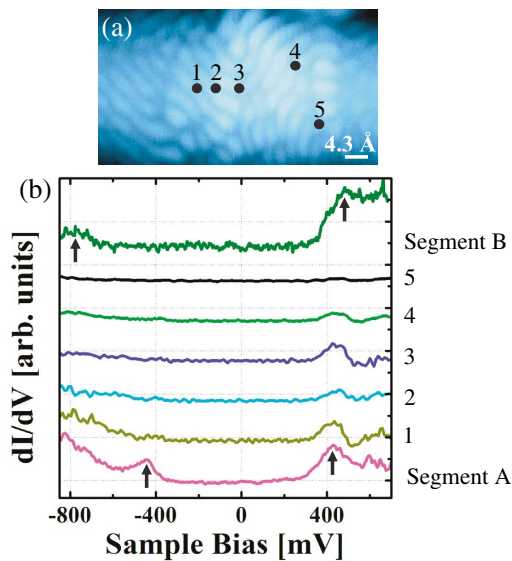 (a)
4
1 2 3
5
4.3 Å
(b)
Segment B
5
4
3
2
1
Segment A
dI/dV [arb. units]
-800 -400 0 400
Sample Bias [mV]